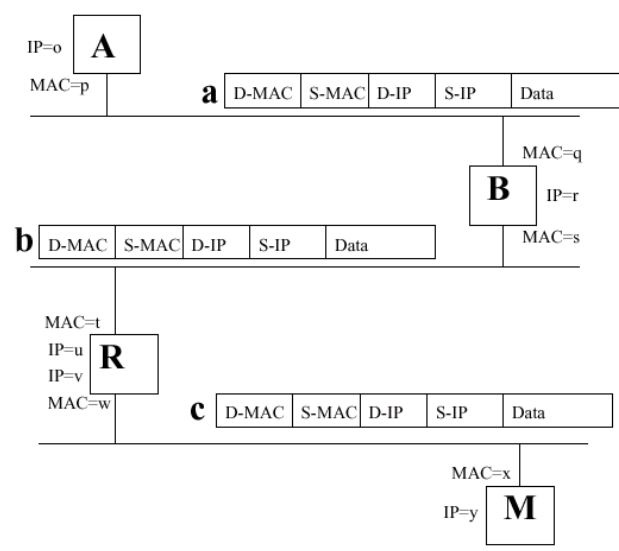 IP=o
A
MAC=p
a D-MAC S-MAC D-IP S-IP Data
MAC=q
B
IP=r
MAC=s
b D-MAC S-MAC D-IP S-IP Data
MAC=t
IP=u
R
IP=v
MAC=w
c D-MAC S-MAC D-IP S-IP Data
MAC=x
IP=y
M